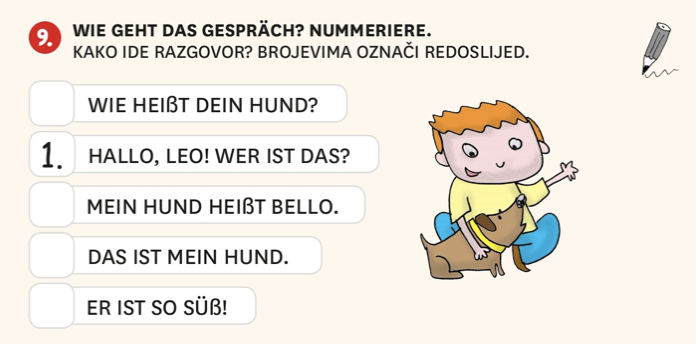 9. WIE GEHT DAS GESPRÄCH? NUMMERIERE.
KAKO IDE RAZGOVOR? BROJEVIMA OZNAČI REDOSLIJED.
WIE HEIßT DEIN HUND?
1. HALLO, LEO! WER IST DAS?
MEIN HUND HEIßT BELLO.
DAS IST MEIN HUND.
ER IST SO SÜß!